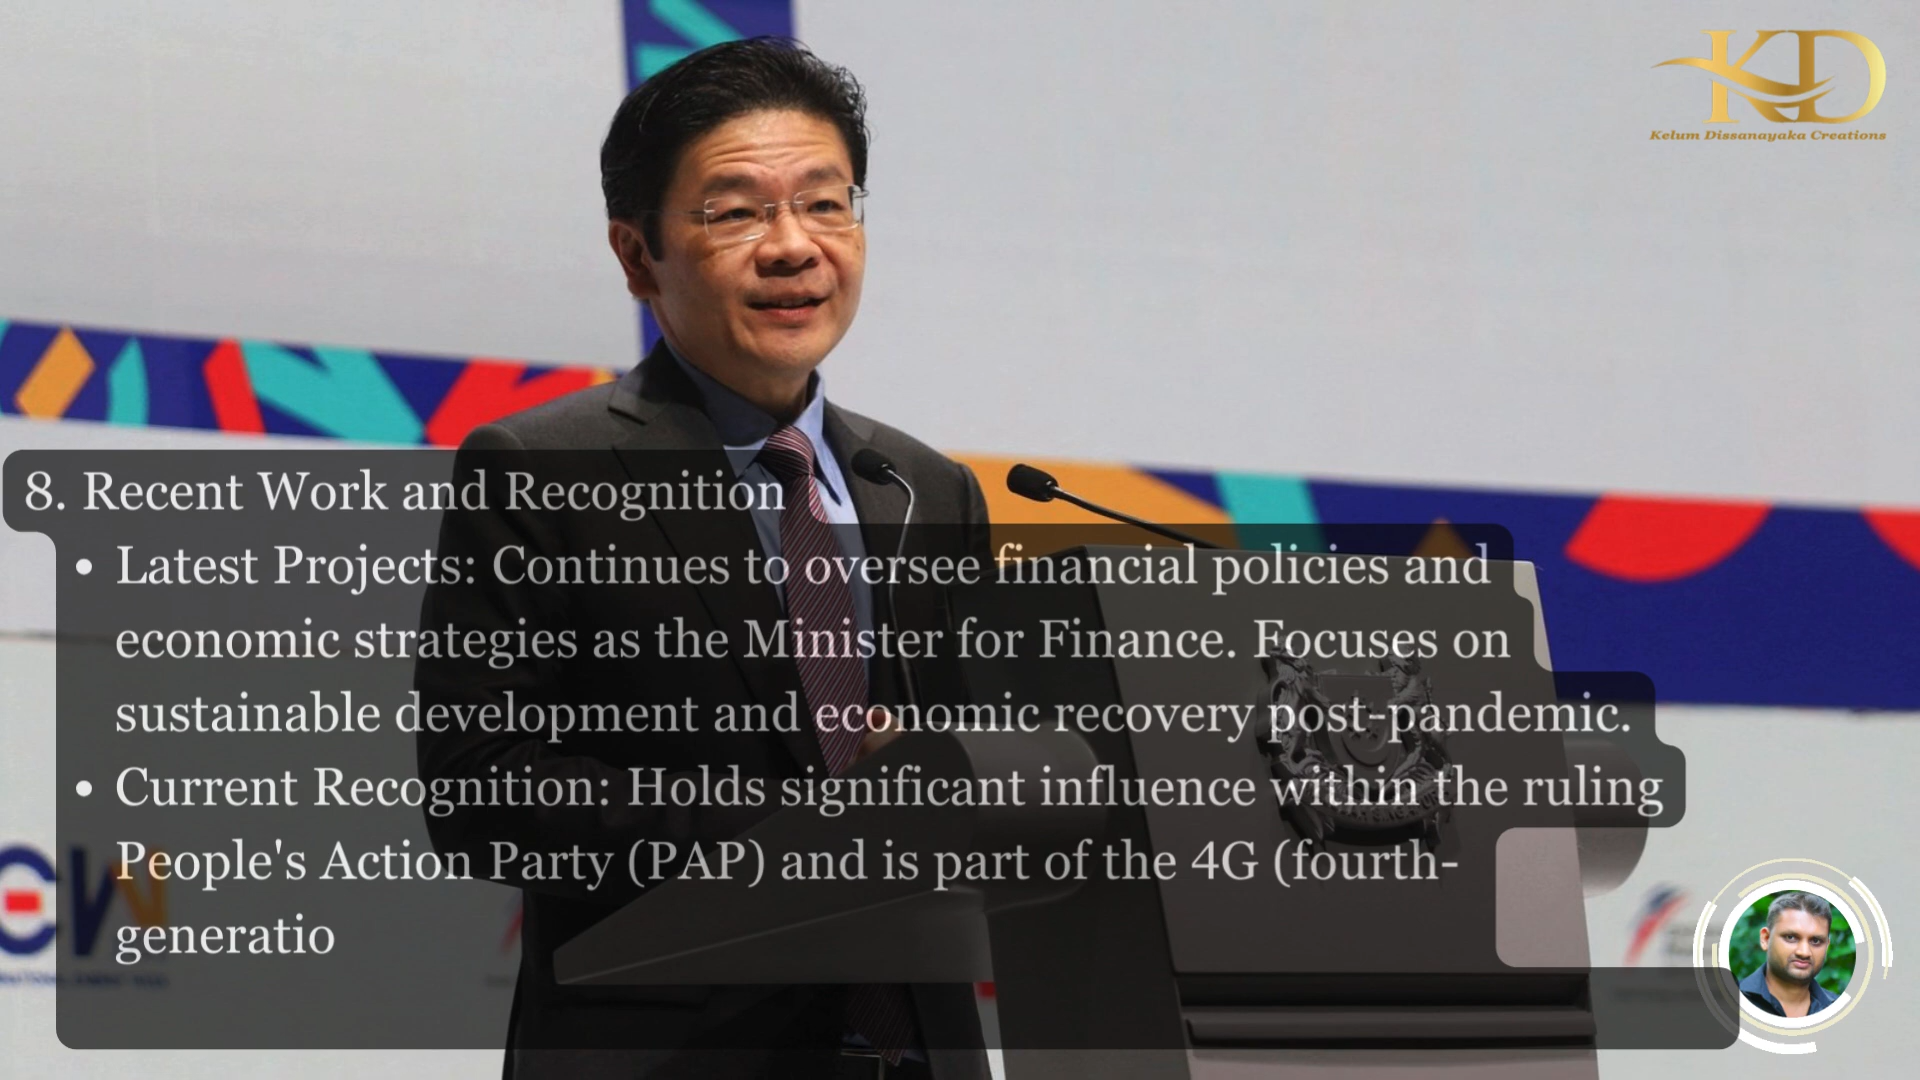 KD
Kelum Dissanayaka Creations
8. Recent Work and Recognition
• Latest Projects: Continues to oversee financial policies and
economic strategies as the Minister for Finance. Focuses on
sustainable development and economic recovery post-pandemic.
• Current Recognition: Holds significant influence within the ruling
People's Action Party (PAP) and is part of the 4G (fourth-
generatio